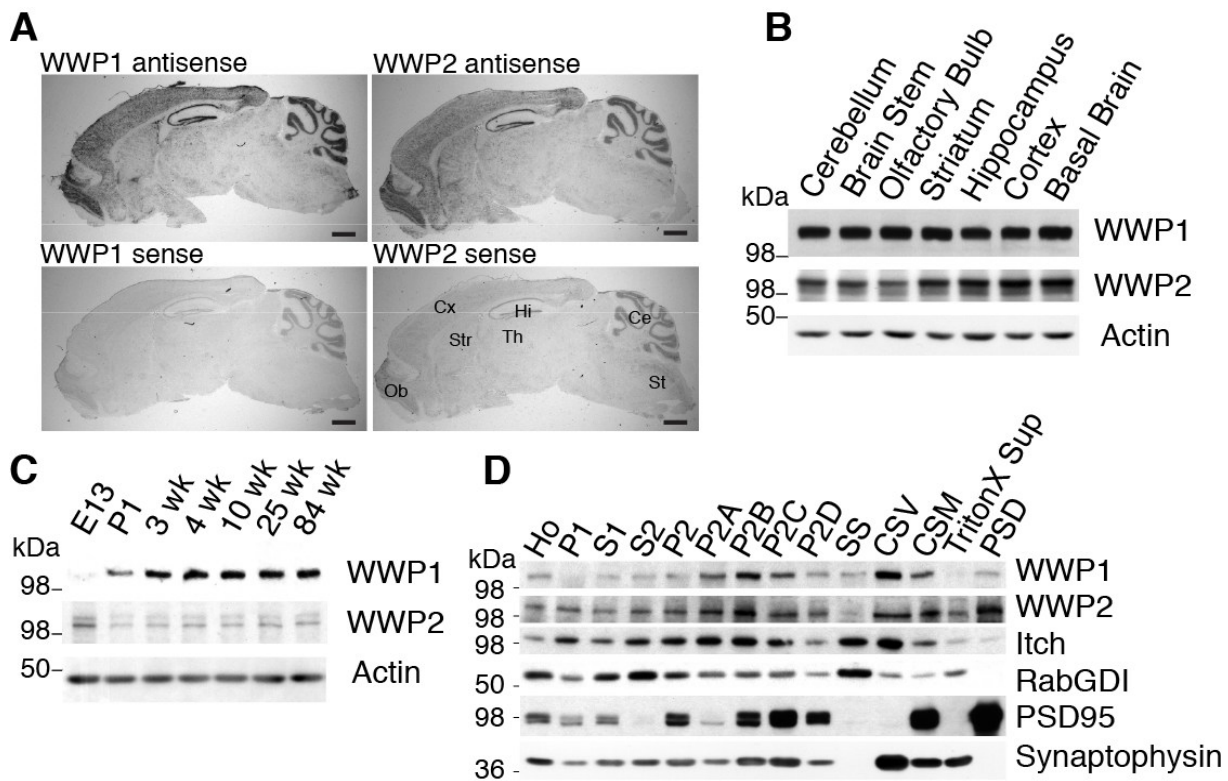 A
WWP1 antisense
WWP2 antisense
WWP1 sense
WWP2 sense
Cx
Hi
Ce
Str
Th
Ob
St
B
Cerebellum
Brain Stem
Olfactory Bulb
Striatum
Hippocampus
Cortex
Basal Brain
kDa
WWP1
98
WWP2
98
50
Actin
C
E13
P1
3 wk
4 wk
10 wk
25 wk
84 wk
kDa
WWP1
98
WWP2
98
50
Actin
D
Ho
P1
S1
S2
P2
P2A
P2B
P2C
P2D
SS
CSV
CSM
TritonX Sup
PSD
kDa
WWP1
98
WWP2
98
Itch
98
RabGDI
50
PSD95
98
Synaptophysin
36